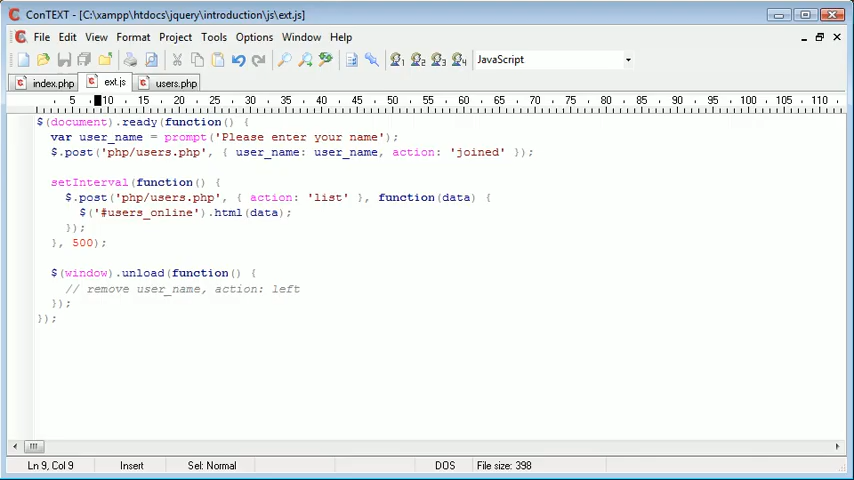 ConTEXT - [C:\xampp\htdocs\jquery\introduction\js\ext.js]
File Edit View Format Project Tools Options Window Help
JavaScript
index.php ext.js users.php
5 10 15 20 25 30 35 40 45 50 55 60 65 70 75 80 85 90 95 100 105 110
$(document).ready(function() {
var user_name = prompt('Please enter your name');
$.post('php/users.php', { user_name: user_name, action: 'joined' });
setInterval(function() {
$.post('php/users.php', { action: 'list' }, function(data) {
$('#users_online').html(data);
});
}, 500);
$(window).unload(function() {
// remove user_name, action: left
});
});
Ln 9, Col 9 Insert Sel: Normal DOS File size: 398